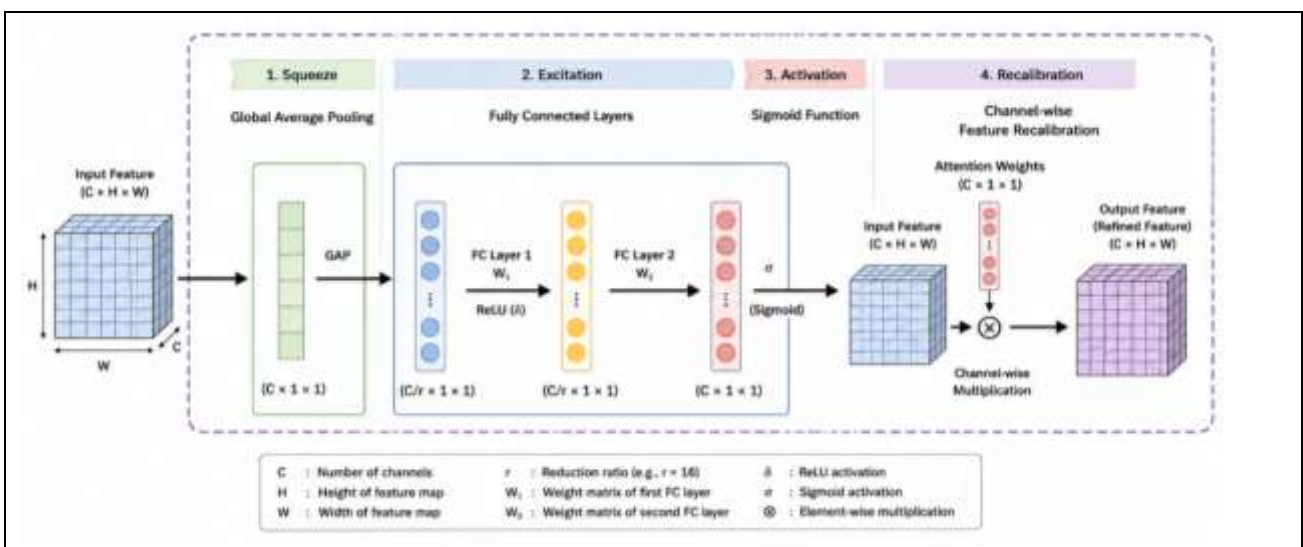 1. Squeeze
2. Excitation
3. Activation
4. Recalibration
Global Average Pooling
Fully Connected Layers
Sigmoid Function
Channel-wise
Feature Recalibration
Input Feature
(C × H × W)
H
W
C
GAP
(C × 1 × 1)
(C/r × 1 × 1)
FC Layer 1
W₁
ReLU (δ)
(C/r × 1 × 1)
FC Layer 2
W₂
(C × 1 × 1)
σ
(Sigmoid)
Input Feature
(C × H × W)
Attention Weights
(C × 1 × 1)
Channel-wise
Multiplication
Output Feature
(Refined Feature)
(C × H × W)
C : Number of channels
H : Height of feature map
W : Width of feature map
r : Reduction ratio (e.g., r = 16)
W₁ : Weight matrix of first FC layer
W₂ : Weight matrix of second FC layer
δ : ReLU activation
σ : Sigmoid activation
⊗ : Element-wise multiplication